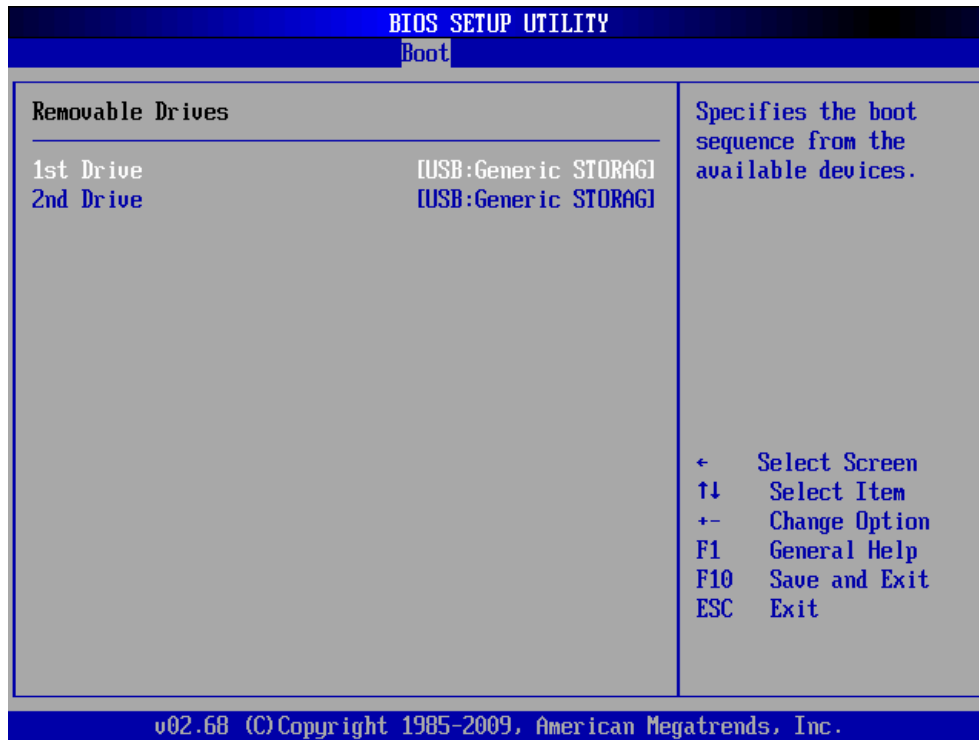 BIOS SETUP UTILITY
Boot
Removable Drives
1st Drive [USB:Generic STORAG]
2nd Drive [USB:Generic STORAG]
Specifies the boot
sequence from the
available devices.
← Select Screen
↑↓ Select Item
+- Change Option
F1 General Help
F10 Save and Exit
ESC Exit
v02.68 (C)Copyright 1985-2009, American Megatrends, Inc.